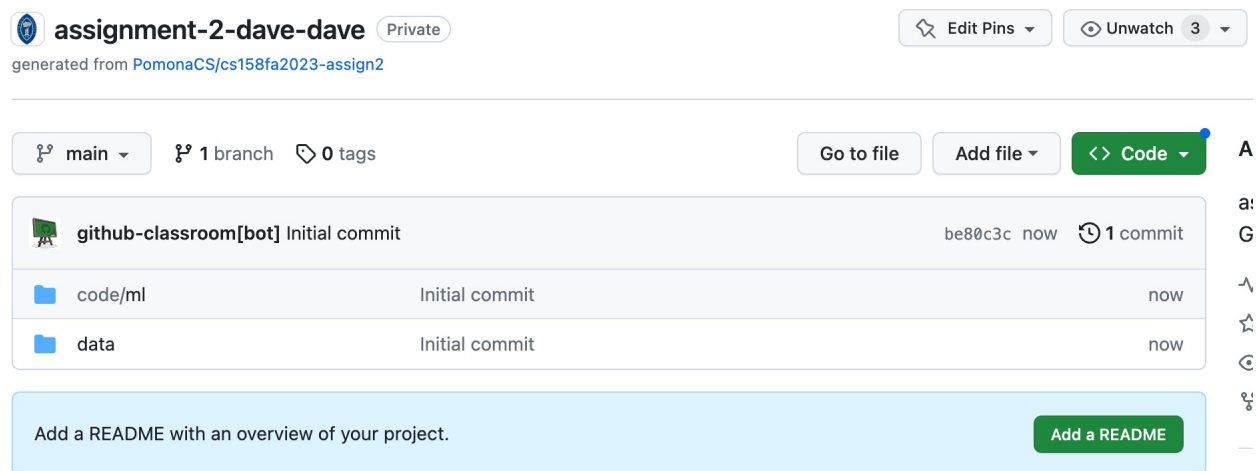 assignment-2-dave-dave Private Edit Pins Unwatch 3
generated from PomonaCS/cs158fa2023-assign2
main 1 branch 0 tags Go to file Add file <> Code
A
github-classroom[bot] Initial commit be80c3c now 1 commit
as
G
code/ml Initial commit now
data Initial commit now
Add a README with an overview of your project. Add a README